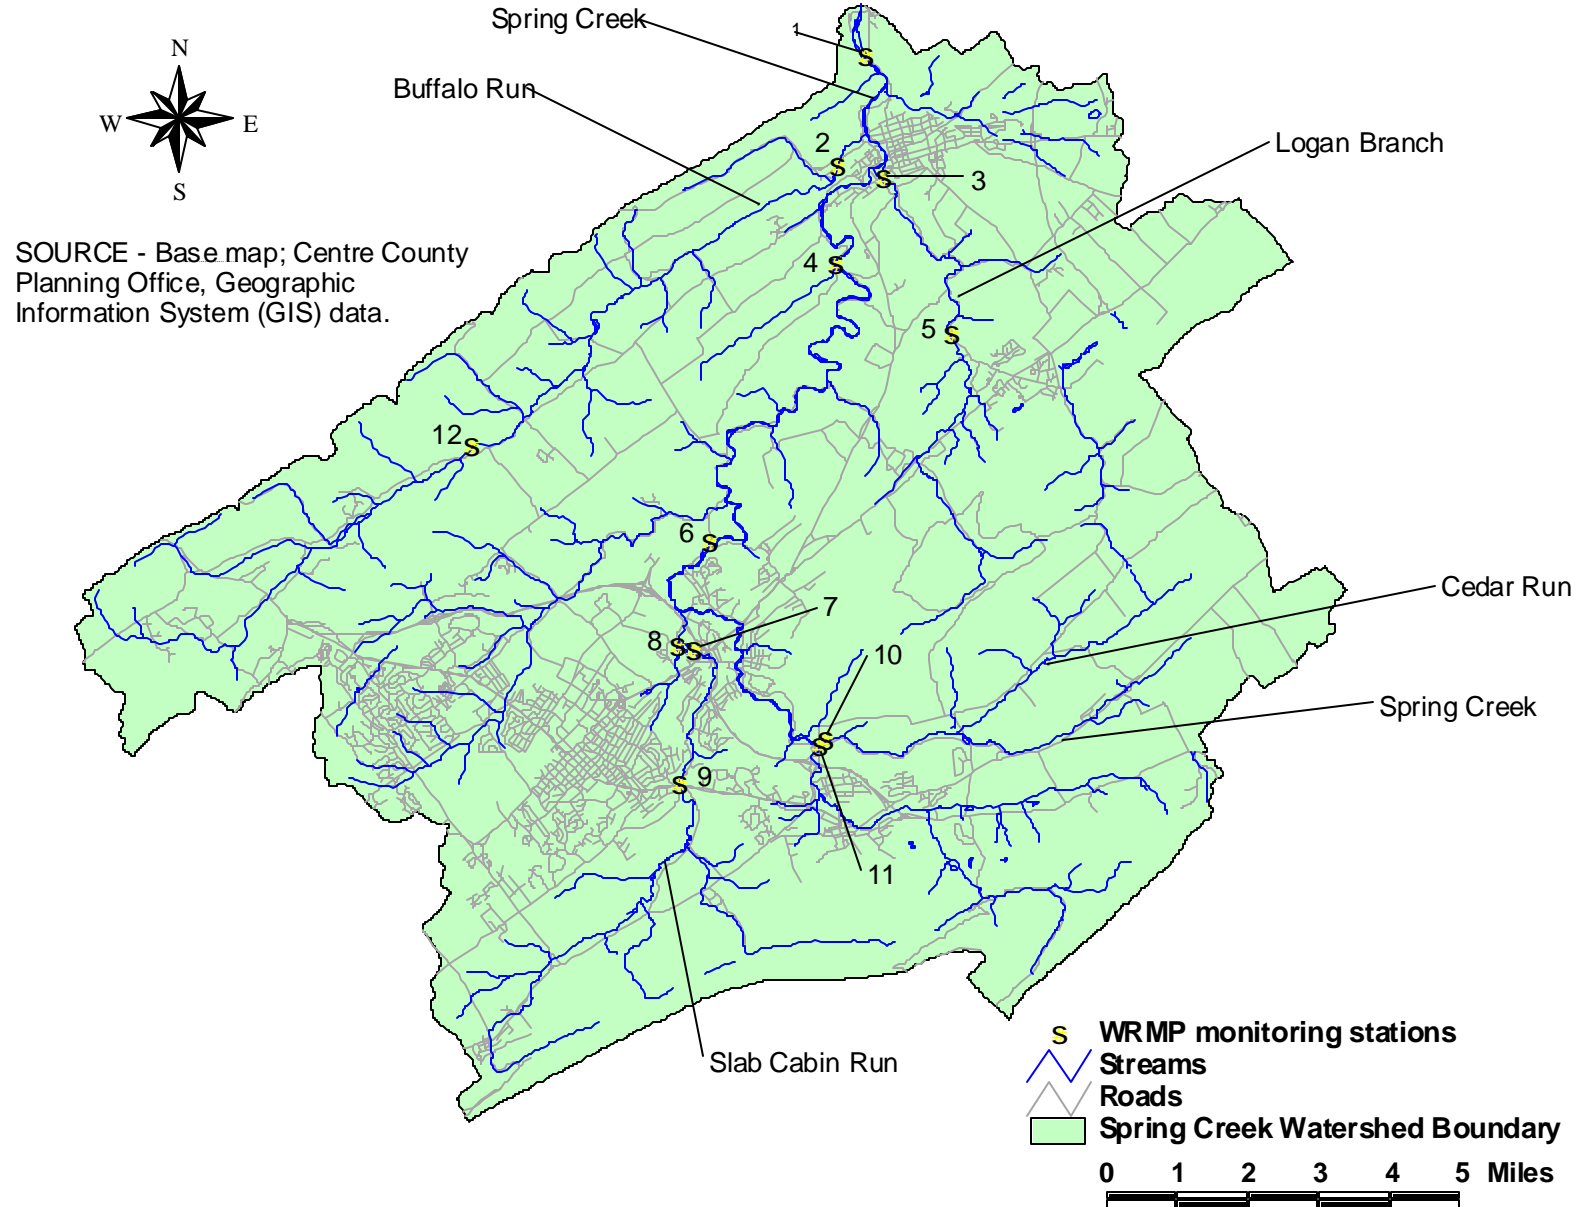 Spring Creek
1
N
Buffalo Run
W
E
S
2
Logan Branch
3
SOURCE - Base map; Centre County
Planning Office, Geographic
Information System (GIS) data.
4
S
5
S
12
S
6
S
Cedar Run
7
8
S
S
10
Spring Creek
S
S
9
S
11
Slab Cabin Run
S WRMP monitoring stations
Streams
Roads
Spring Creek Watershed Boundary
0 1 2 3 4 5 Miles